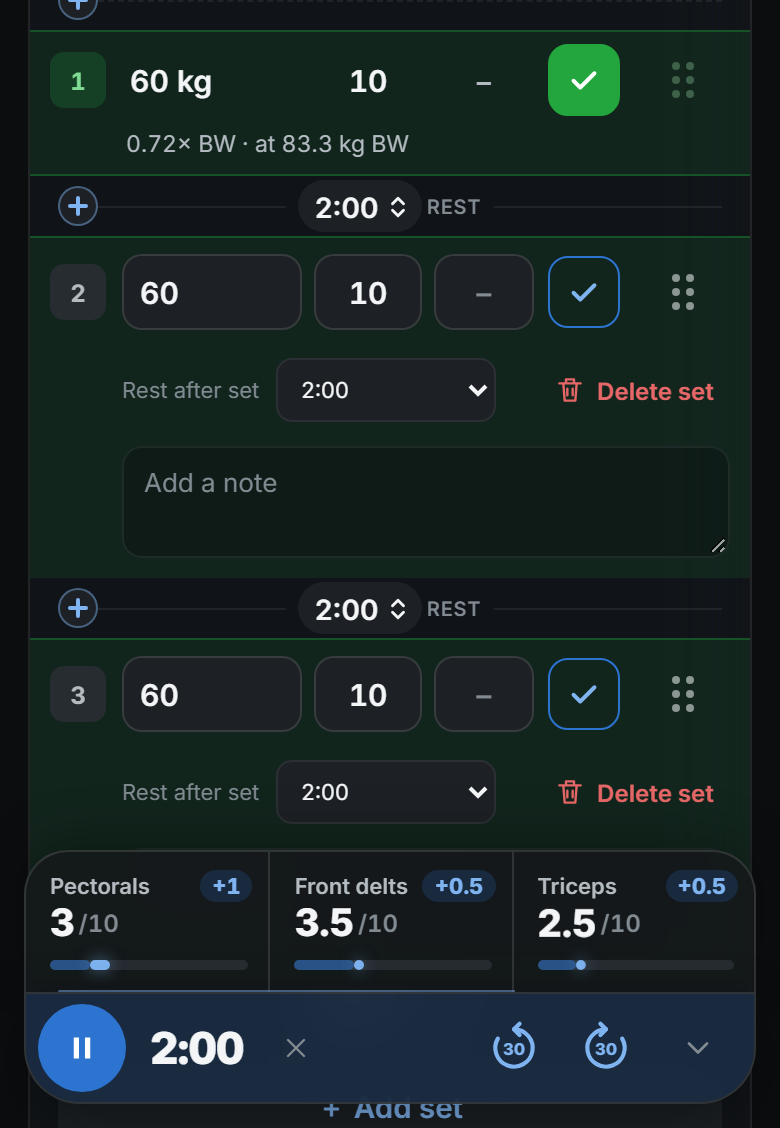 1 60 kg 10 –
0.72× BW · at 83.3 kg BW
2:00 REST
2 60 10 –
Rest after set 2:00 Delete set
Add a note
2:00 REST
3 60 10 –
Rest after set 2:00 Delete set
Pectorals +1 Front delts +0.5 Triceps +0.5
3/10 3.5/10 2.5/10
2:00 30 30
+ Add set